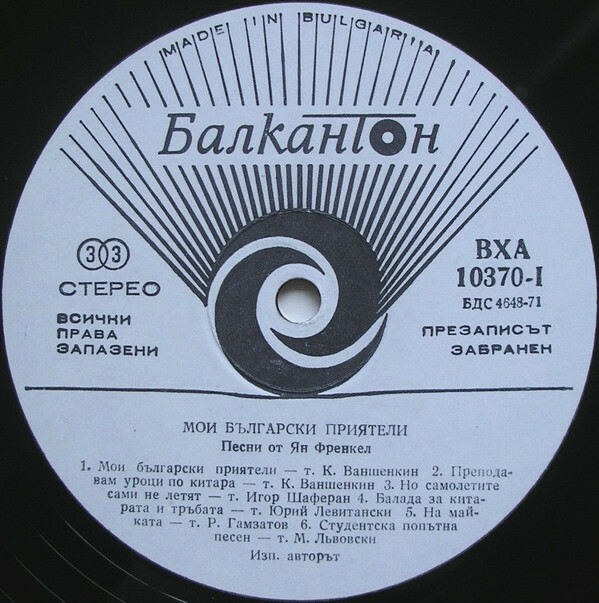 MADE IN BULGARIA
Балкантон
33
СТЕРЕО
ВСИЧКИ
ПРАВА
ЗАПАЗЕНИ
ВХА
10370-I
БДС 4648-71
ПРЕЗАПИСЪТ
ЗАБРАНЕН
МОИ БЪЛГАРСКИ ПРИЯТЕЛИ
Песни от Ян Френкел
1. Мои български приятели — т. К. Ваншенкин 2. Препода-
вам уроци по китара — т. К. Ваншенкин 3. Но самолетите
сами не летят — т. Игор Шаферан 4. Балада за кита-
рата и тръбата — т. Юрий Левитански 5. На май-
ката — т. Р. Гамзатов 6. Студентска попътна
песен — т. М. Львовски
Изп. авторът